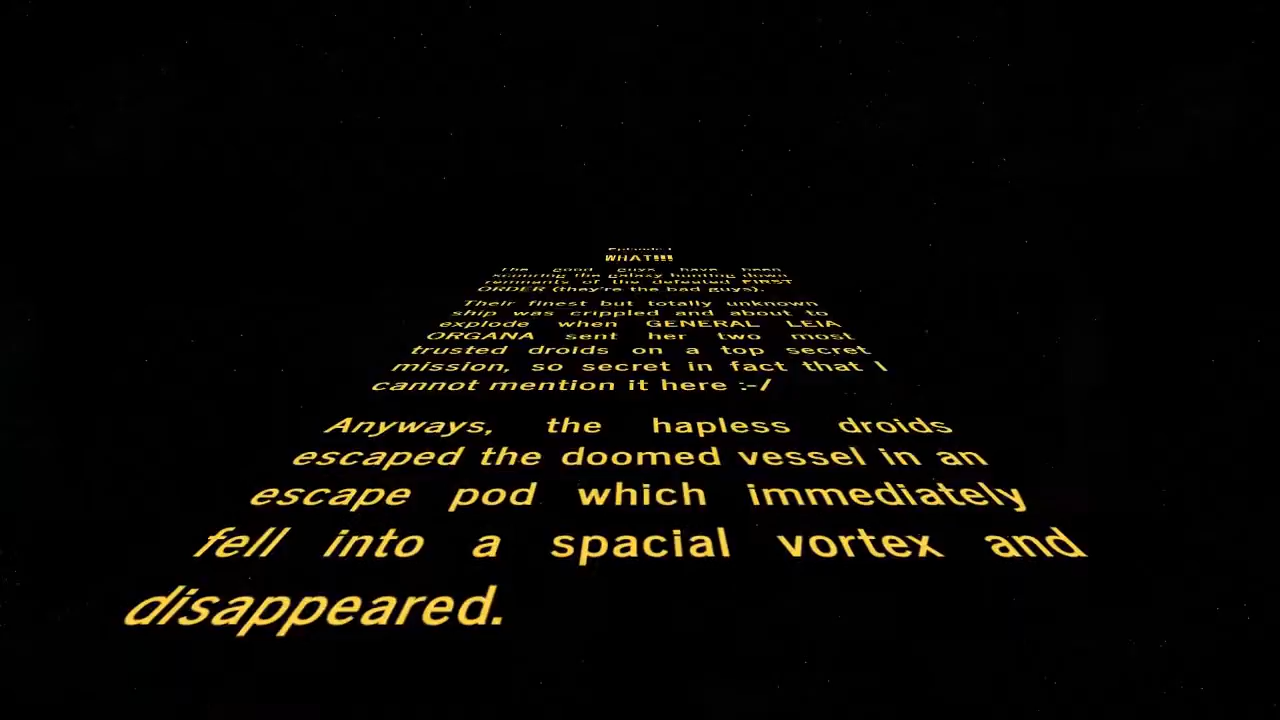 WHAT!!!
The good guys have been
scouring the galaxy hunting down
remnants of the defeated FIRST
ORDER (they're the bad guys).
Their finest but totally unknown
ship was crippled and about to
explode when GENERAL LEIA
ORGANA sent her two most
trusted droids on a top secret
mission, so secret in fact that I
cannot mention it here :-/
Anyways, the hapless droids
escaped the doomed vessel in an
escape pod which immediately
fell into a spacial vortex and
disappeared.